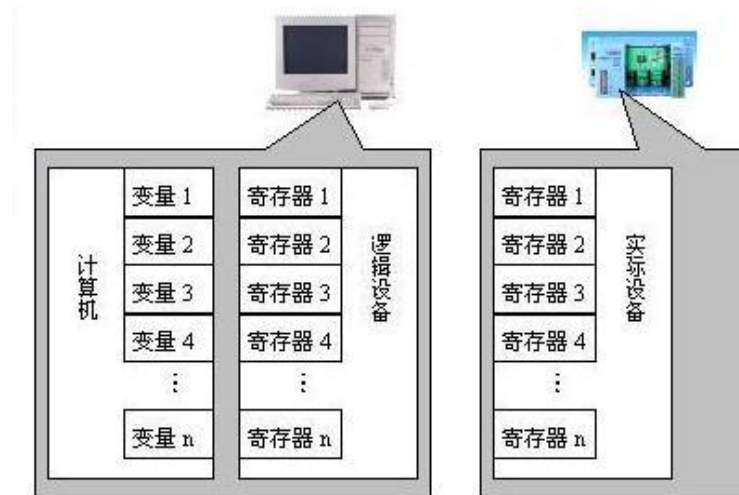 计算机
变量 1
变量 2
变量 3
变量 4
⋮
变量 n
寄存器 1
寄存器 2
寄存器 3
寄存器 4
⋮
寄存器 n
逻辑设备
寄存器 1
寄存器 2
寄存器 3
寄存器 4
⋮
寄存器 n
实际设备